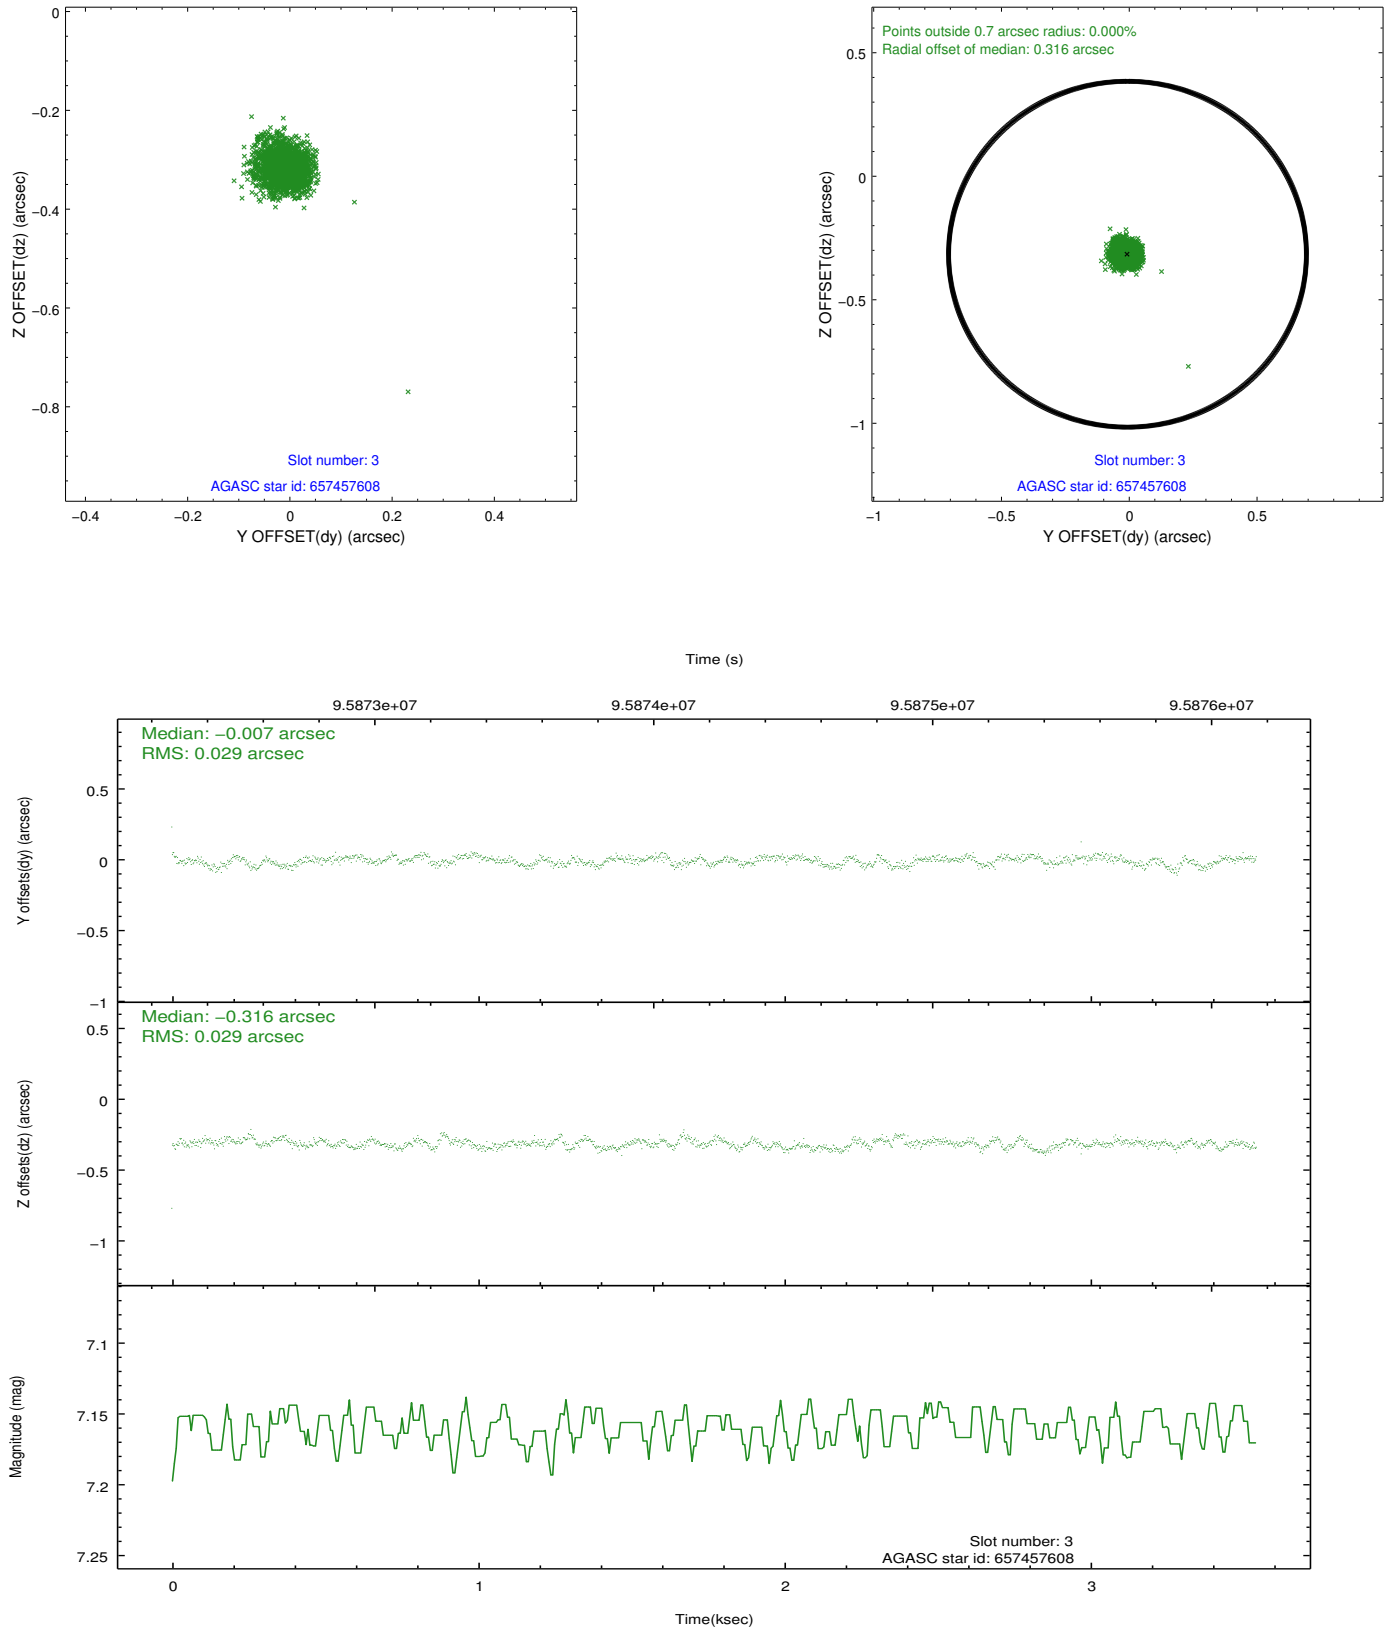 0
−0.2
−0.4
−0.6
−0.8
Z OFFSET(dz) (arcsec)
Slot number: 3
AGASC star id: 657457608
−0.4
−0.2
0
0.2
0.4
Y OFFSET(dy) (arcsec)
Points outside 0.7 arcsec radius: 0.000%
Radial offset of median: 0.316 arcsec
0.5
0
−0.5
−1
Z OFFSET(dz) (arcsec)
Slot number: 3
AGASC star id: 657457608
−1
−0.5
0
0.5
Y OFFSET(dy) (arcsec)
Time (s)
9.5873e+07
9.5874e+07
9.5875e+07
9.5876e+07
Median: −0.007 arcsec
RMS: 0.029 arcsec
0.5
0
−0.5
−1
Y offsets(dy) (arcsec)
Median: −0.316 arcsec
RMS: 0.029 arcsec
0.5
0
−0.5
−1
Z offsets(dz) (arcsec)
7.1
7.15
7.2
7.25
Magnitude (mag)
Slot number: 3
AGASC star id: 657457608
0
1
2
3
Time(ksec)